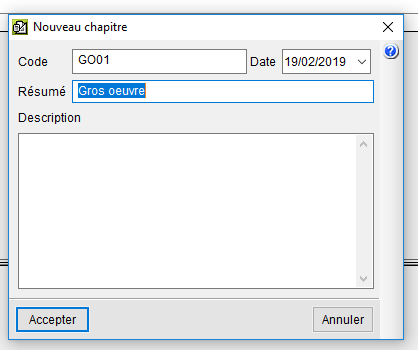 Nouveau chapitre
Code GO01 Date 19/02/2019
Résumé Gros oeuvre
Description
Accepter Annuler